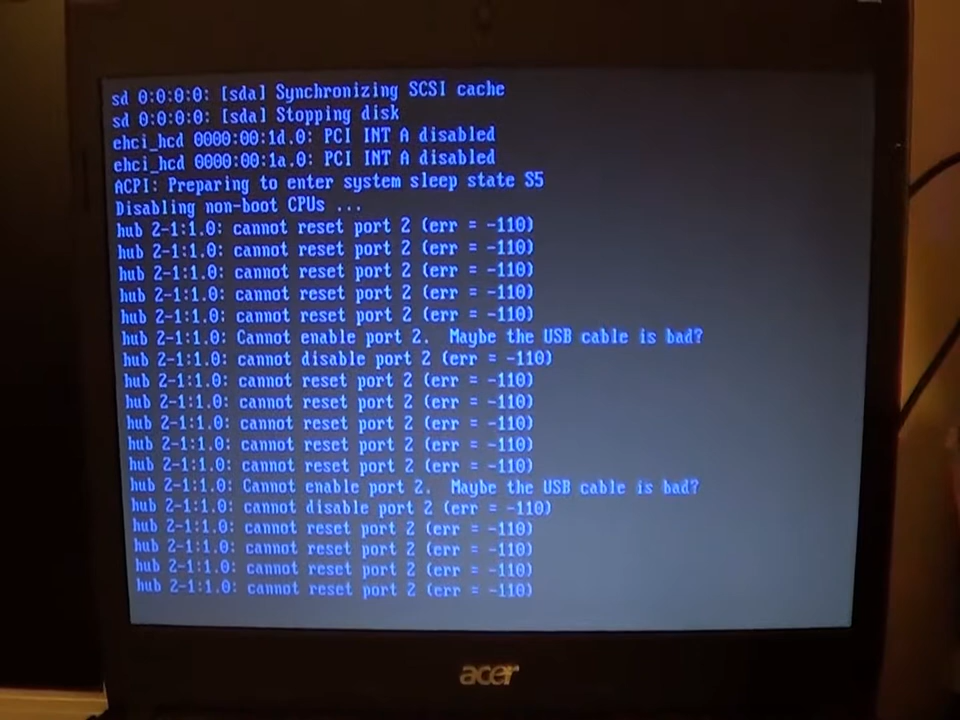 sd 0:0:0:0: [sda] Synchronizing SCSI cache
sd 0:0:0:0: [sda] Stopping disk
ehci_hcd 0000:00:1d.0: PCI INT A disabled
ehci_hcd 0000:00:1a.0: PCI INT A disabled
ACPI: Preparing to enter system sleep state S5
Disabling non-boot CPUs ...
hub 2-1:1.0: cannot reset port 2 (err = -110)
hub 2-1:1.0: cannot reset port 2 (err = -110)
hub 2-1:1.0: cannot reset port 2 (err = -110)
hub 2-1:1.0: cannot reset port 2 (err = -110)
hub 2-1:1.0: cannot reset port 2 (err = -110)
hub 2-1:1.0: Cannot enable port 2.  Maybe the USB cable is bad?
hub 2-1:1.0: cannot disable port 2 (err = -110)
hub 2-1:1.0: cannot reset port 2 (err = -110)
hub 2-1:1.0: cannot reset port 2 (err = -110)
hub 2-1:1.0: cannot reset port 2 (err = -110)
hub 2-1:1.0: cannot reset port 2 (err = -110)
hub 2-1:1.0: cannot reset port 2 (err = -110)
hub 2-1:1.0: Cannot enable port 2.  Maybe the USB cable is bad?
hub 2-1:1.0: cannot disable port 2 (err = -110)
hub 2-1:1.0: cannot reset port 2 (err = -110)
hub 2-1:1.0: cannot reset port 2 (err = -110)
hub 2-1:1.0: cannot reset port 2 (err = -110)
hub 2-1:1.0: cannot reset port 2 (err = -110)
acer